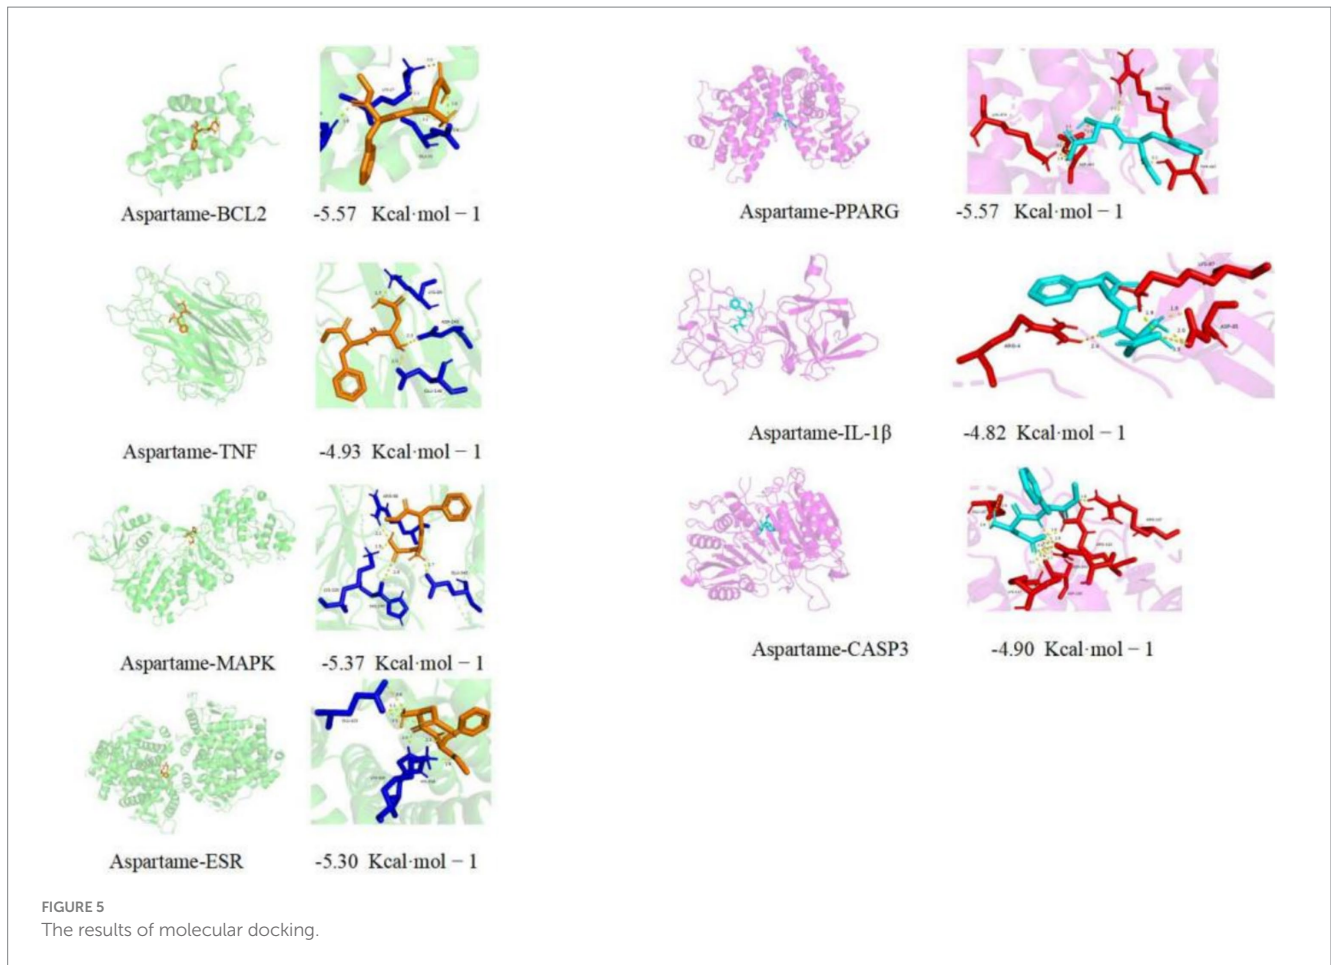 Aspartame-BCL2 -5.57 Kcal·mol − 1
Aspartame-PPARG -5.57 Kcal·mol − 1
Aspartame-TNF -4.93 Kcal·mol − 1
Aspartame-IL-1β -4.82 Kcal·mol − 1
Aspartame-MAPK -5.37 Kcal·mol − 1
Aspartame-CASP3 -4.90 Kcal·mol − 1
Aspartame-ESR -5.30 Kcal·mol − 1
FIGURE 5
The results of molecular docking.